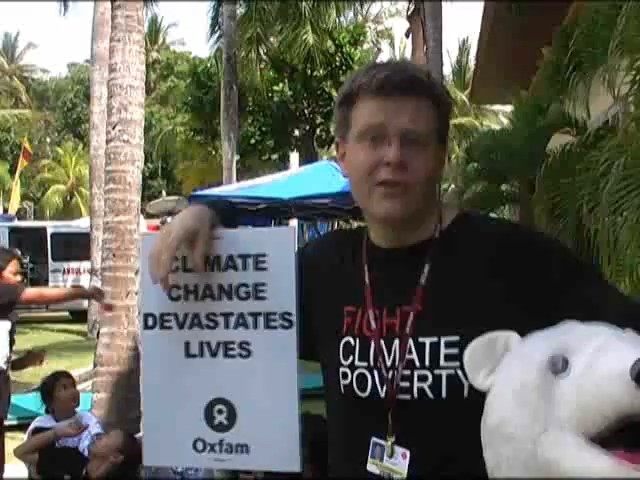 CLIMATE
CHANGE
DEVASTATES
LIVES
Oxfam
FIGHT
CLIMATE
POVERTY